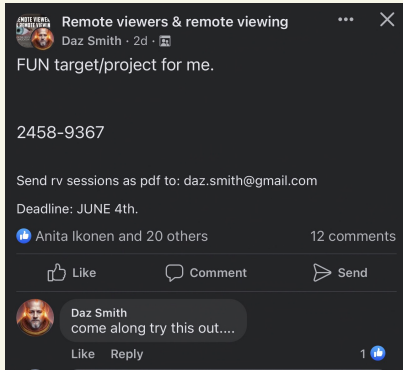 Remote viewers & remote viewing
Daz Smith · 2d ·
FUN target/project for me.
2458-9367
Send rv sessions as pdf to: daz.smith@gmail.com
Deadline: JUNE 4th.
Anita Ikonen and 20 others
12 comments
Like
Comment
Send
Daz Smith
come along try this out....
Like Reply
1